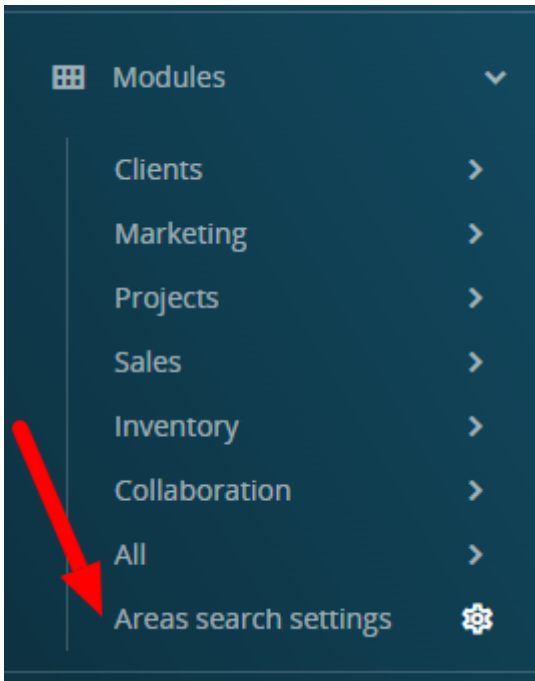 Modules
Clients
Marketing
Projects
Sales
Inventory
Collaboration
All
Areas search settings